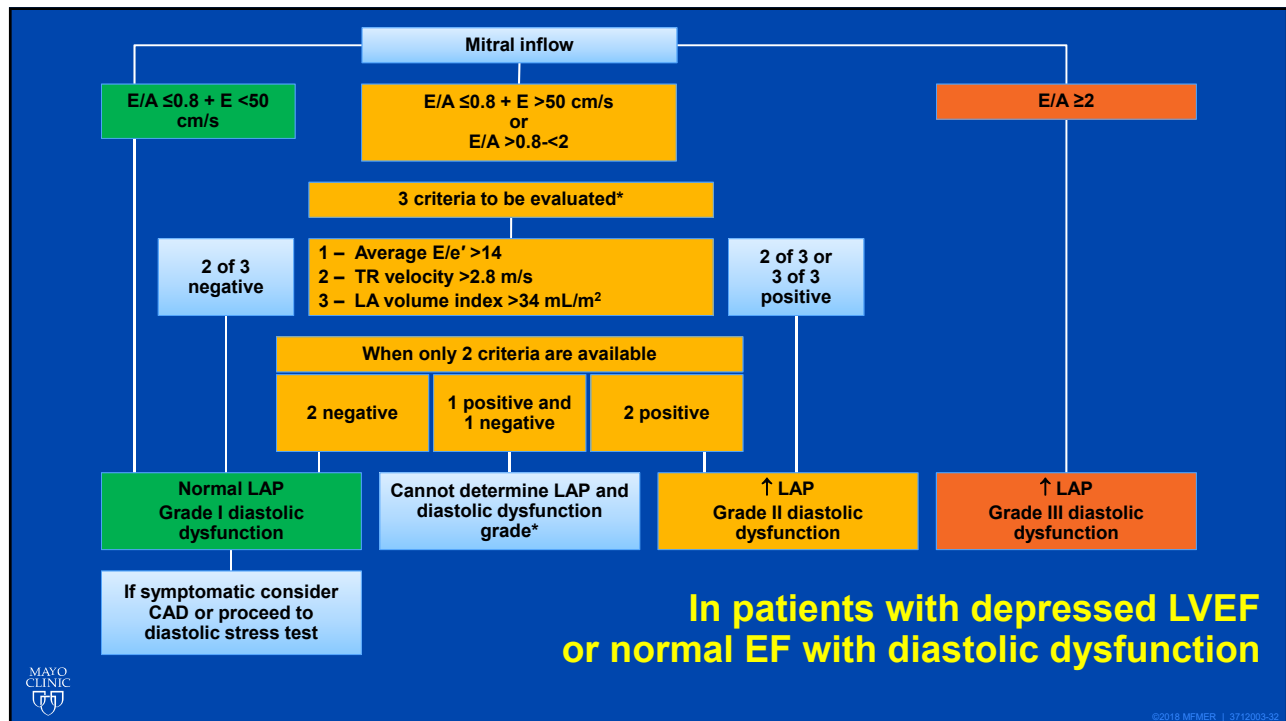 Mitral inflow
E/A ≤0.8 + E <50
cm/s
E/A ≤0.8 + E >50 cm/s
or
E/A >0.8-<2
E/A ≥2
3 criteria to be evaluated*
2 of 3
negative
1 – Average E/e′ >14
2 – TR velocity >2.8 m/s
3 – LA volume index >34 mL/m²
2 of 3 or
3 of 3
positive
When only 2 criteria are available
2 negative
1 positive and
1 negative
2 positive
Normal LAP
Grade I diastolic
dysfunction
Cannot determine LAP and
diastolic dysfunction
grade*
↑ LAP
Grade II diastolic
dysfunction
↑ LAP
Grade III diastolic
dysfunction
If symptomatic consider
CAD or proceed to
diastolic stress test
In patients with depressed LVEF
or normal EF with diastolic dysfunction
MAYO
CLINIC
©2018 MFMER | 3712003-32